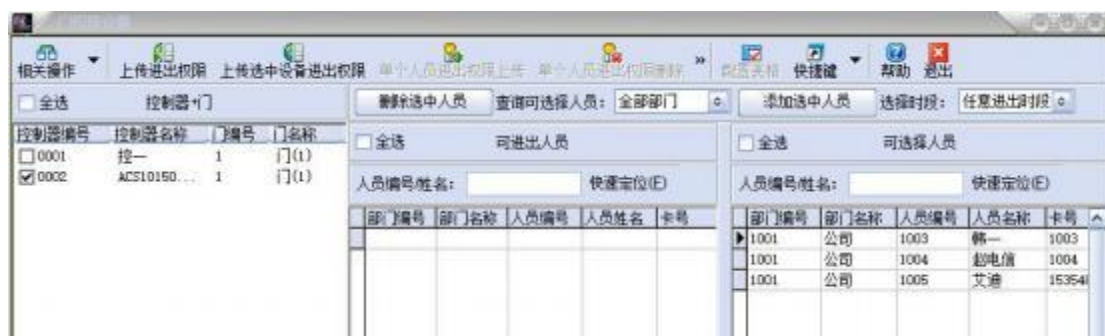 相关操作 上传进出权限 上传选中设备进出权限 单个人员进出权限上传 单个人员进出权限删除 » 快捷键 帮助 退出
全选 控制器+门 删除选中人员 查询可选择人员: 全部部门 添加选中人员 选择时段: 任意进出时段
控制器编号 控制器名称 门编号 门名称
0001 控一 1 门(1)
0002 ACS10150... 1 门(1)
全选 可进出人员
人员编号/姓名: 快速定位(F)
部门编号 部门名称 人员编号 人员姓名 卡号
全选 可选择人员
人员编号/姓名: 快速定位(F)
部门编号 部门名称 人员编号 人员名称 卡号
1001 公司 1003 韩一 1003
1001 公司 1004 赵电信 1004
1001 公司 1005 艾迪 15354